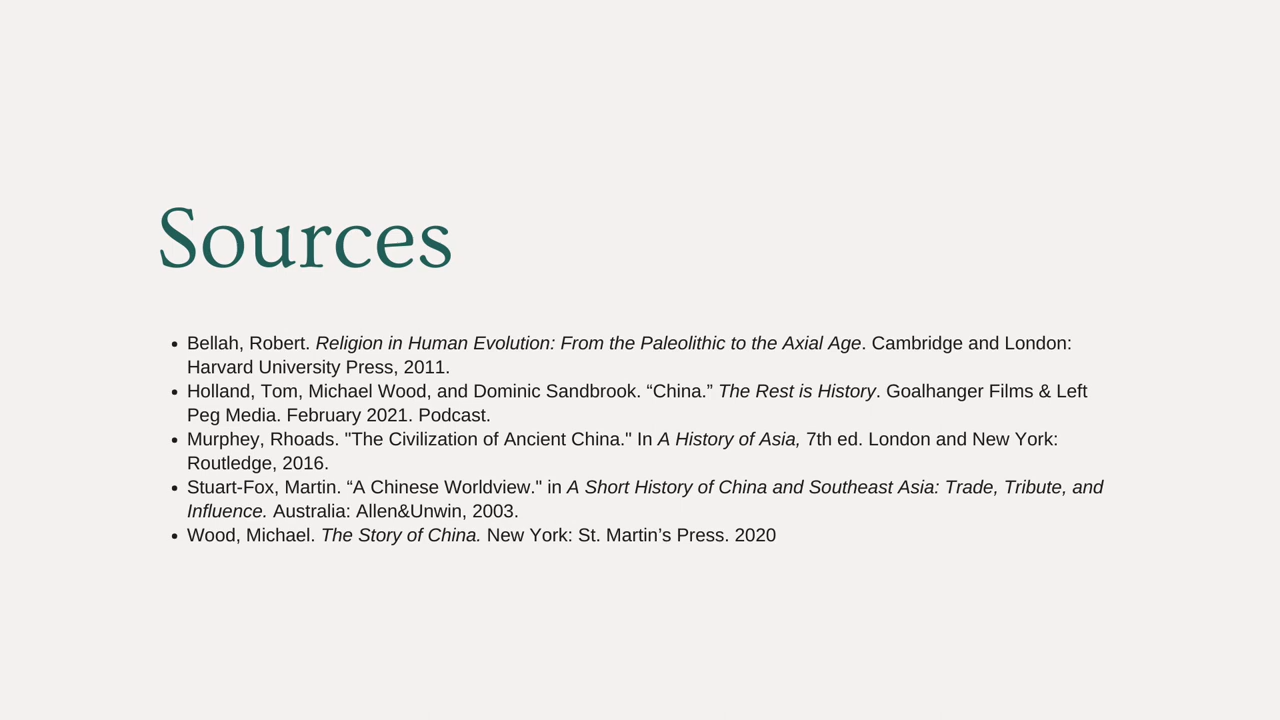 Sources
• Bellah, Robert. Religion in Human Evolution: From the Paleolithic to the Axial Age. Cambridge and London:
Harvard University Press, 2011.
• Holland, Tom, Michael Wood, and Dominic Sandbrook. “China.” The Rest is History. Goalhanger Films & Left
Peg Media. February 2021. Podcast.
• Murphey, Rhoads. "The Civilization of Ancient China." In A History of Asia, 7th ed. London and New York:
Routledge, 2016.
• Stuart-Fox, Martin. “A Chinese Worldview." in A Short History of China and Southeast Asia: Trade, Tribute, and
Influence. Australia: Allen&Unwin, 2003.
• Wood, Michael. The Story of China. New York: St. Martin’s Press. 2020